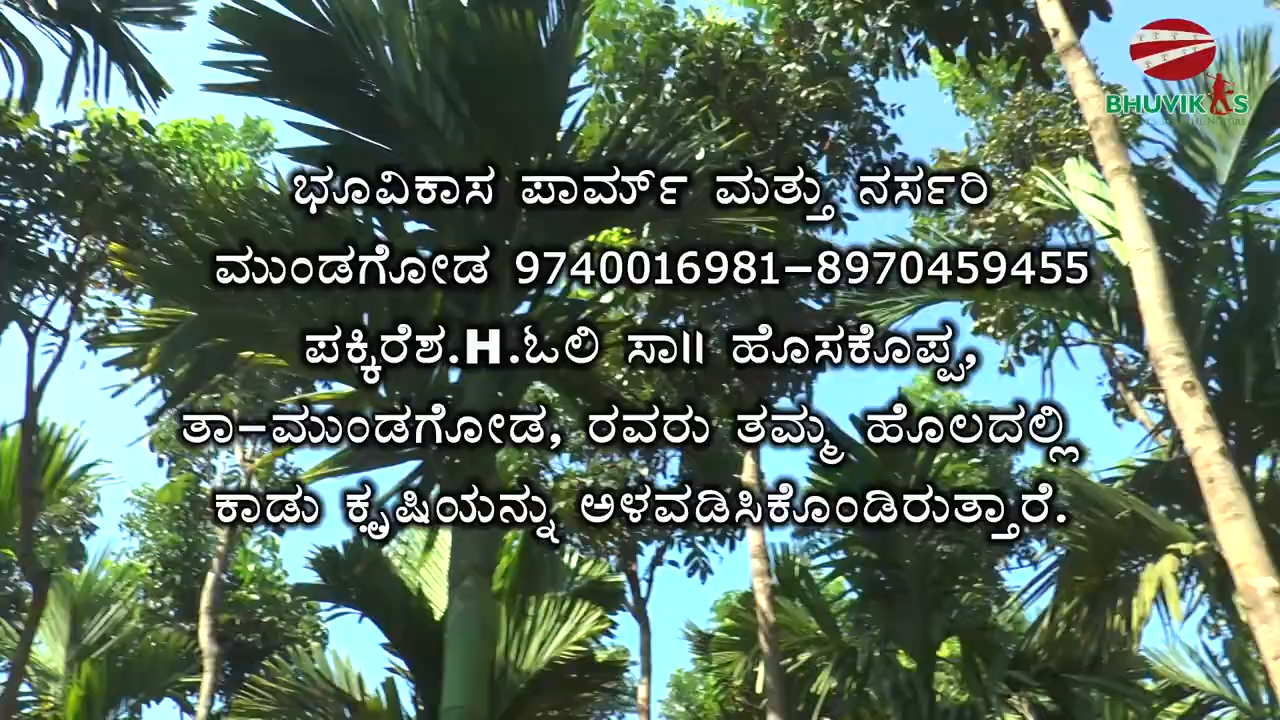 BHUVIKAS
ಭೂವಿಕಾಸ ಪಾರ್ಮ್ ಮತ್ತು ನರ್ಸರಿ
ಮುಂಡಗೋಡ 9740016981-8970459455
ಪಕ್ಕಿರೆಶ.H.ಓಲಿ ಸಾ॥ ಹೊಸಕೊಪ್ಪ,
ತಾ-ಮುಂಡಗೋಡ, ರವರು ತಮ್ಮ ಹೊಲದಲ್ಲಿ
ಕಾಡು ಕೃಷಿಯನ್ನು ಅಳವಡಿಸಿಕೊಂಡಿರುತ್ತಾರೆ.